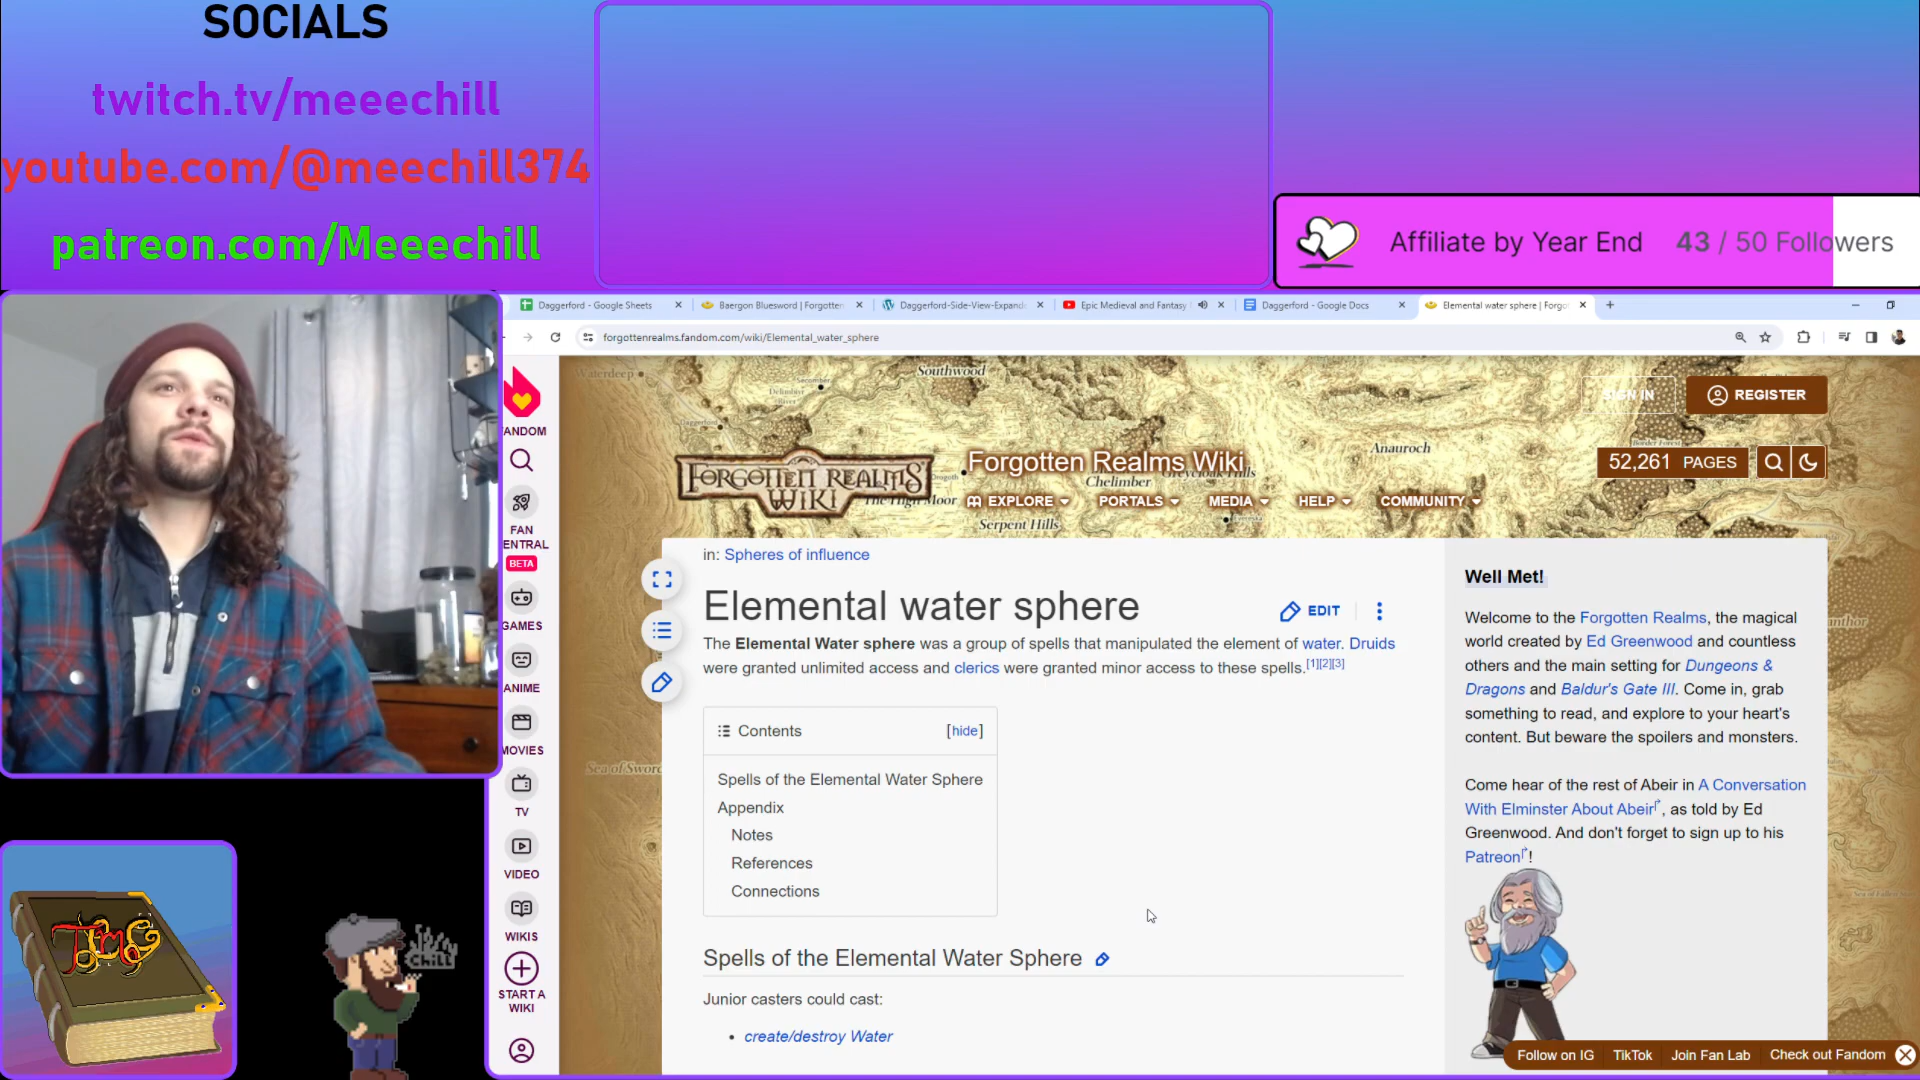 SOCIALS
twitch.tv/meeechill
youtube.com/@meechill374
patreon.com/Meeechill
Affiliate by Year End 43 / 50 Followers
Daggerford - Google Sheets
Baergon Bluesword | Forgotten
Daggerford-Side-View-Expand
Epic Medieval and Fantasy
Daggerford - Google Docs
Elemental water sphere | Forgo
forgottenrealms.fandom.com/wiki/Elemental_water_sphere
Waterdeep
Southwood
Daggerford
Anauroch
SIGN IN
REGISTER
FORGOTTEN REALMS
WIKI
Forgotten Realms Wiki
Chelimber
The High Moor
Serpent Hills
52,261 PAGES
EXPLORE
PORTALS
MEDIA
HELP
COMMUNITY
ANDOM
FAN
ENTRAL
BETA
GAMES
ANIME
MOVIES
TV
VIDEO
WIKIS
START A
WIKI
in: Spheres of influence
Elemental water sphere
EDIT
The Elemental Water sphere was a group of spells that manipulated the element of water. Druids
were granted unlimited access and clerics were granted minor access to these spells.[1][2][3]
Contents [hide]
Spells of the Elemental Water Sphere
Appendix
Notes
References
Connections
Spells of the Elemental Water Sphere
Junior casters could cast:
• create/destroy Water
Well Met!
Welcome to the Forgotten Realms, the magical
world created by Ed Greenwood and countless
others and the main setting for Dungeons &
Dragons and Baldur's Gate III. Come in, grab
something to read, and explore to your heart's
content. But beware the spoilers and monsters.
Come hear of the rest of Abeir in A Conversation
With Elminster About Abeir, as told by Ed
Greenwood. And don't forget to sign up to his
Patreon!
Follow on IG
TikTok
Join Fan Lab
Check out Fandom
CHILL